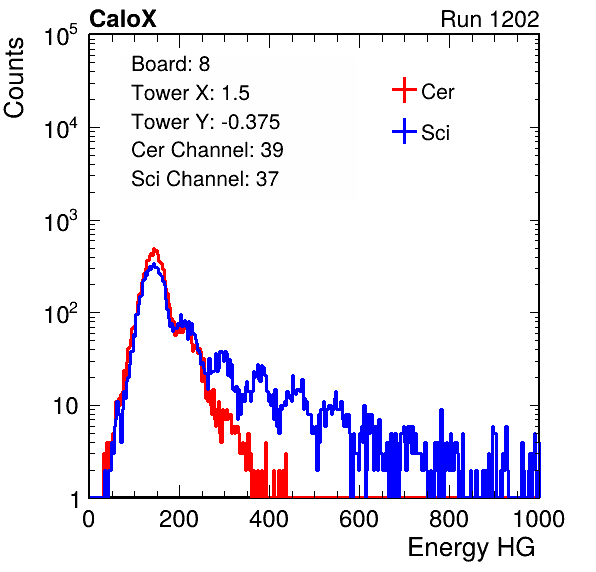 CaloX Run 1202
Counts
Board: 8
Tower X: 1.5
Tower Y: -0.375
Cer Channel: 39
Sci Channel: 37
Cer
Sci
10^5
10^4
10^3
10^2
10
1
0 200 400 600 800 1000
Energy HG